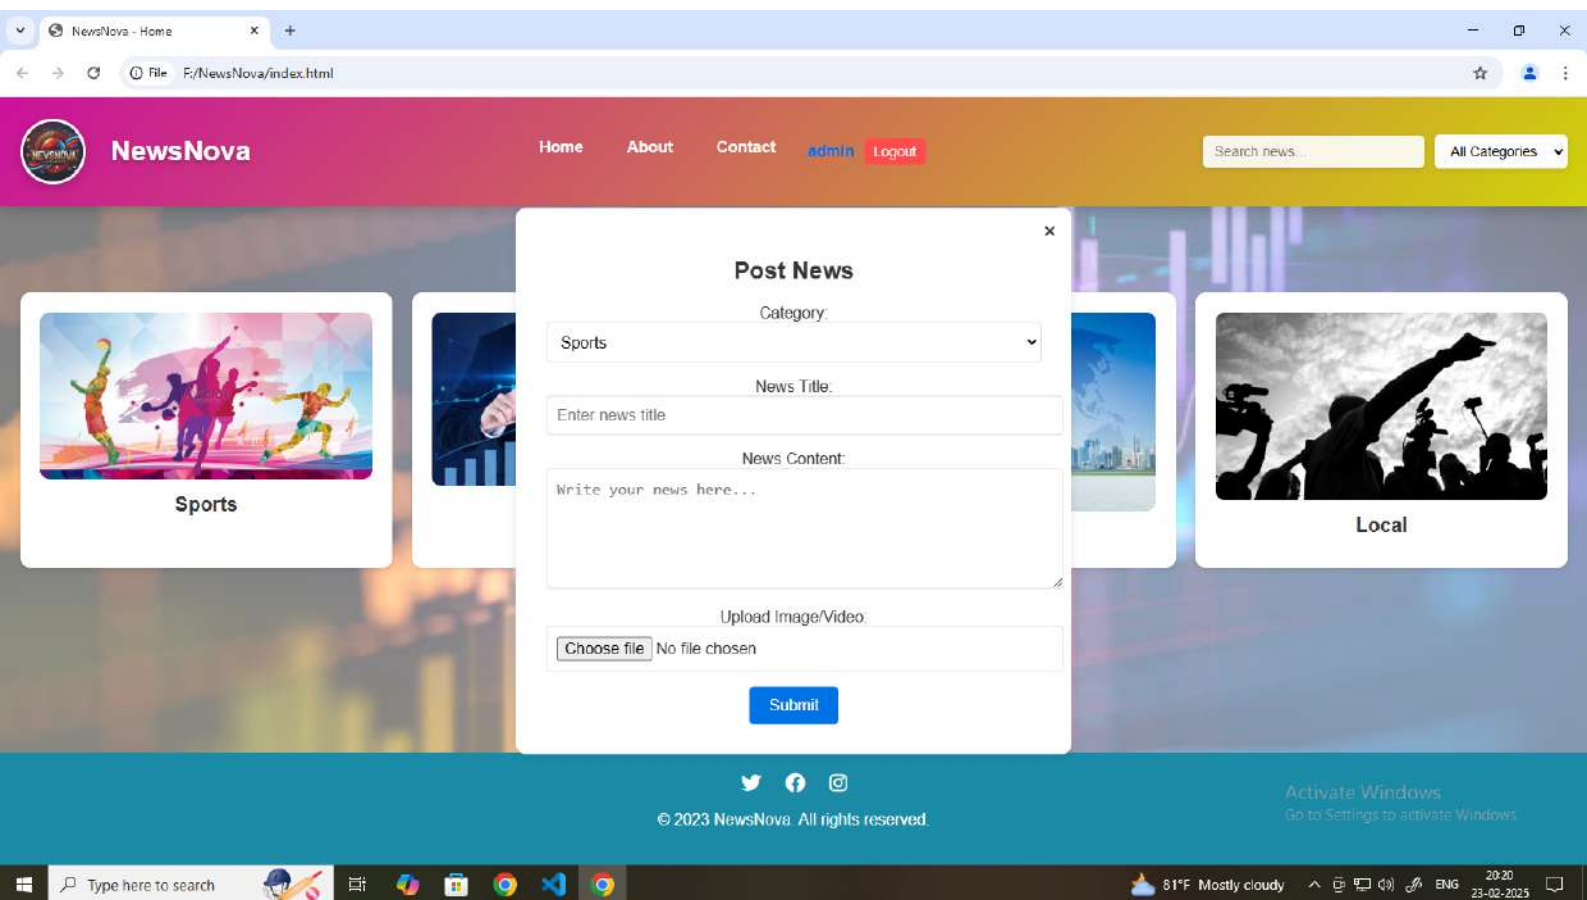 NewsNova - Home
File F:/NewsNova/index.html
NEWSNOVA
NewsNova
Home About Contact admin Logout
Search news...
All Categories
Post News
Category:
Sports
News Title:
Enter news title
News Content:
Write your news here...
Upload Image/Video:
Choose file No file chosen
Submit
Sports
Local
© 2023 NewsNova. All rights reserved.
Activate Windows
Go to Settings to activate Windows.
Type here to search
81°F Mostly cloudy
ENG
20:20
23-02-2025